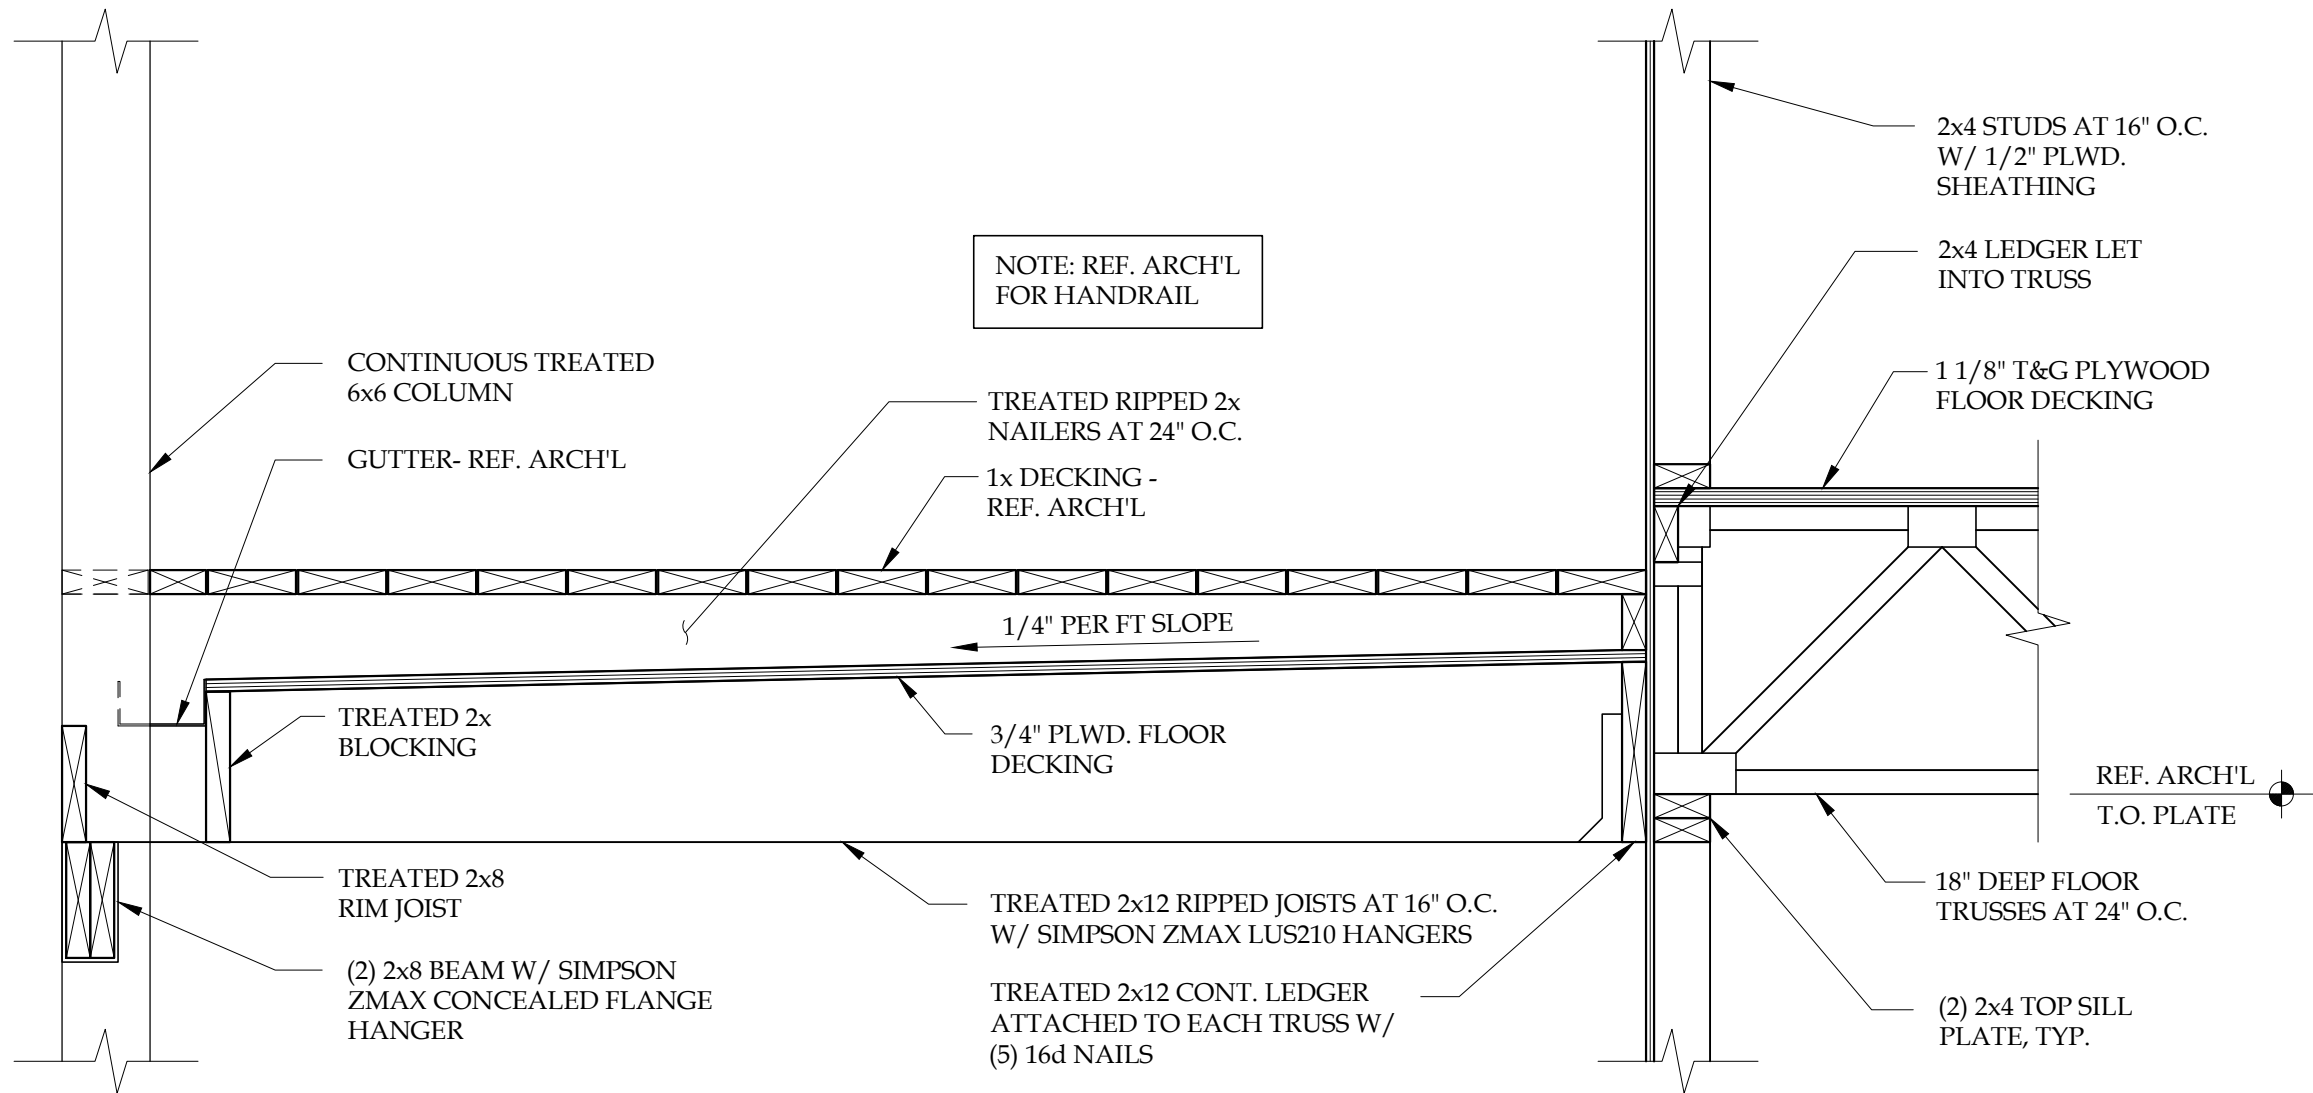 2x4 STUDS AT 16" O.C.
W/ 1/2" PLWD.
SHEATHING
NOTE: REF. ARCH'L
FOR HANDRAIL
2x4 LEDGER LET
INTO TRUSS
CONTINUOUS TREATED
6x6 COLUMN
1 1/8" T&G PLYWOOD
FLOOR DECKING
TREATED RIPPED 2x
NAILERS AT 24" O.C.
GUTTER- REF. ARCH'L
1x DECKING -
REF. ARCH'L
1/4" PER FT SLOPE
TREATED 2x
BLOCKING
3/4" PLWD. FLOOR
DECKING
REF. ARCH'L
T.O. PLATE
TREATED 2x8
RIM JOIST
TREATED 2x12 RIPPED JOISTS AT 16" O.C.
W/ SIMPSON ZMAX LUS210 HANGERS
18" DEEP FLOOR
TRUSSES AT 24" O.C.
(2) 2x8 BEAM W/ SIMPSON
ZMAX CONCEALED FLANGE
HANGER
TREATED 2x12 CONT. LEDGER
ATTACHED TO EACH TRUSS W/
(5) 16d NAILS
(2) 2x4 TOP SILL
PLATE, TYP.